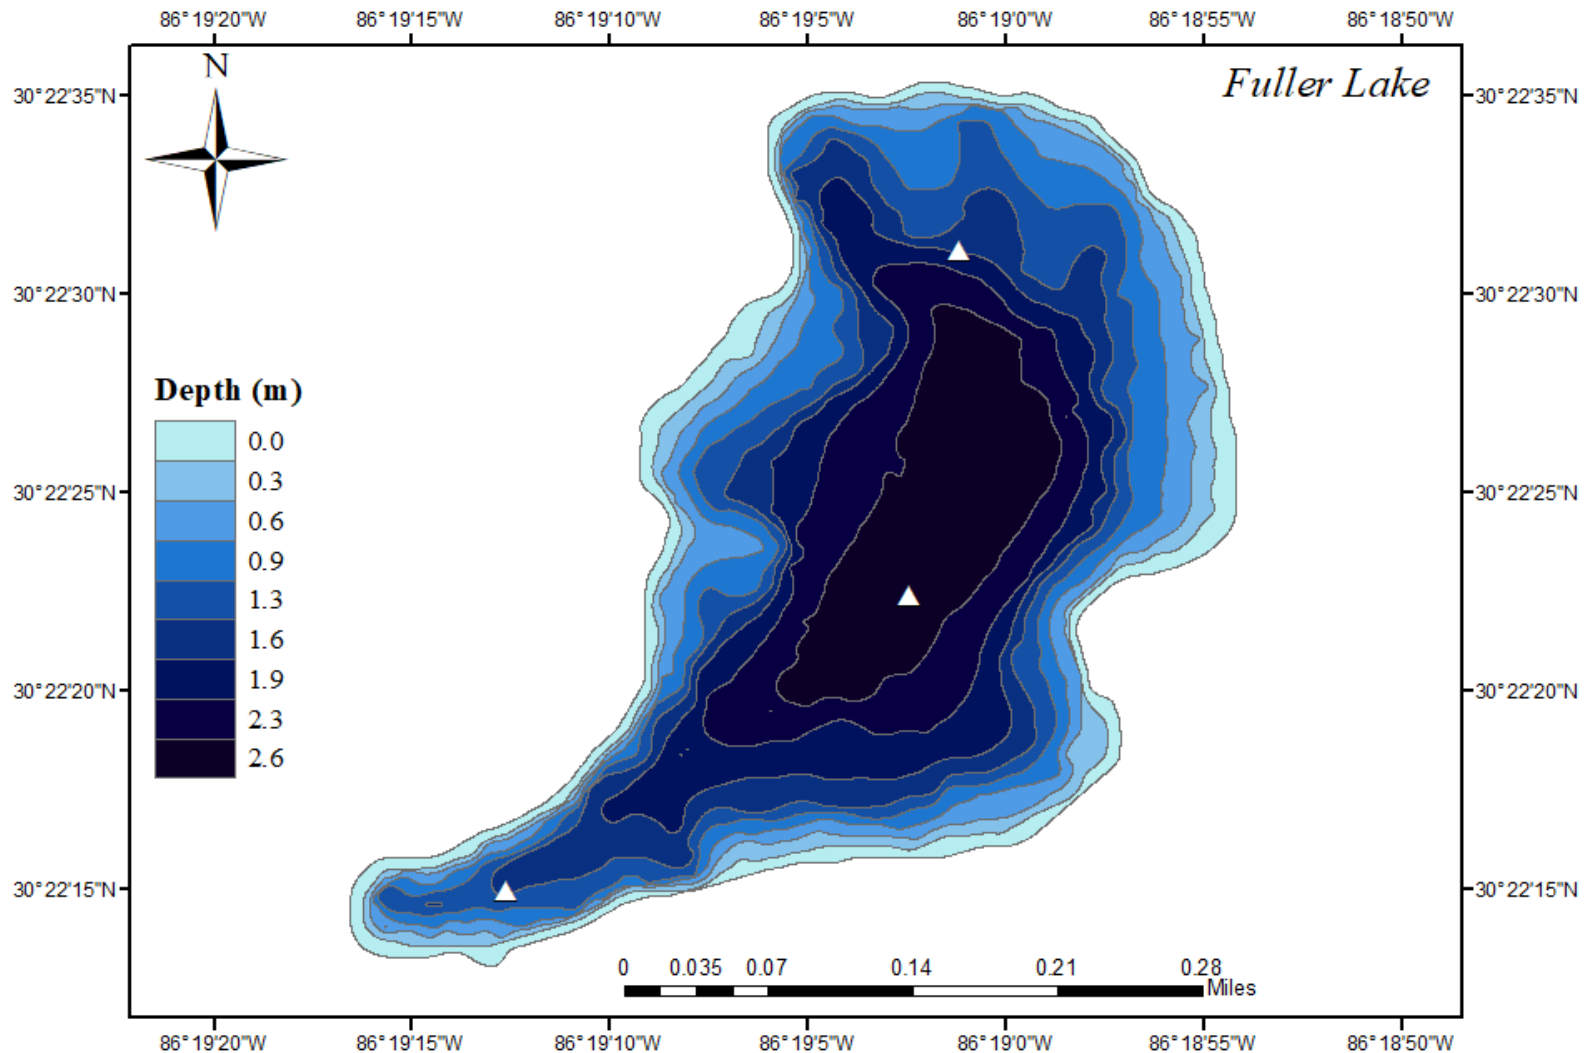 86°19'20"W 86°19'15"W 86°19'10"W 86°19'5"W 86°19'0"W 86°18'55"W 86°18'50"W
N
Fuller Lake
30°22'35"N 30°22'35"N
30°22'30"N 30°22'30"N
Depth (m)
0.0
0.3
0.6
0.9
1.3
1.6
1.9
2.3
2.6
30°22'25"N 30°22'25"N
30°22'20"N 30°22'20"N
30°22'15"N 30°22'15"N
0 0.035 0.07 0.14 0.21 0.28
Miles
86°19'20"W 86°19'15"W 86°19'10"W 86°19'5"W 86°19'0"W 86°18'55"W 86°18'50"W